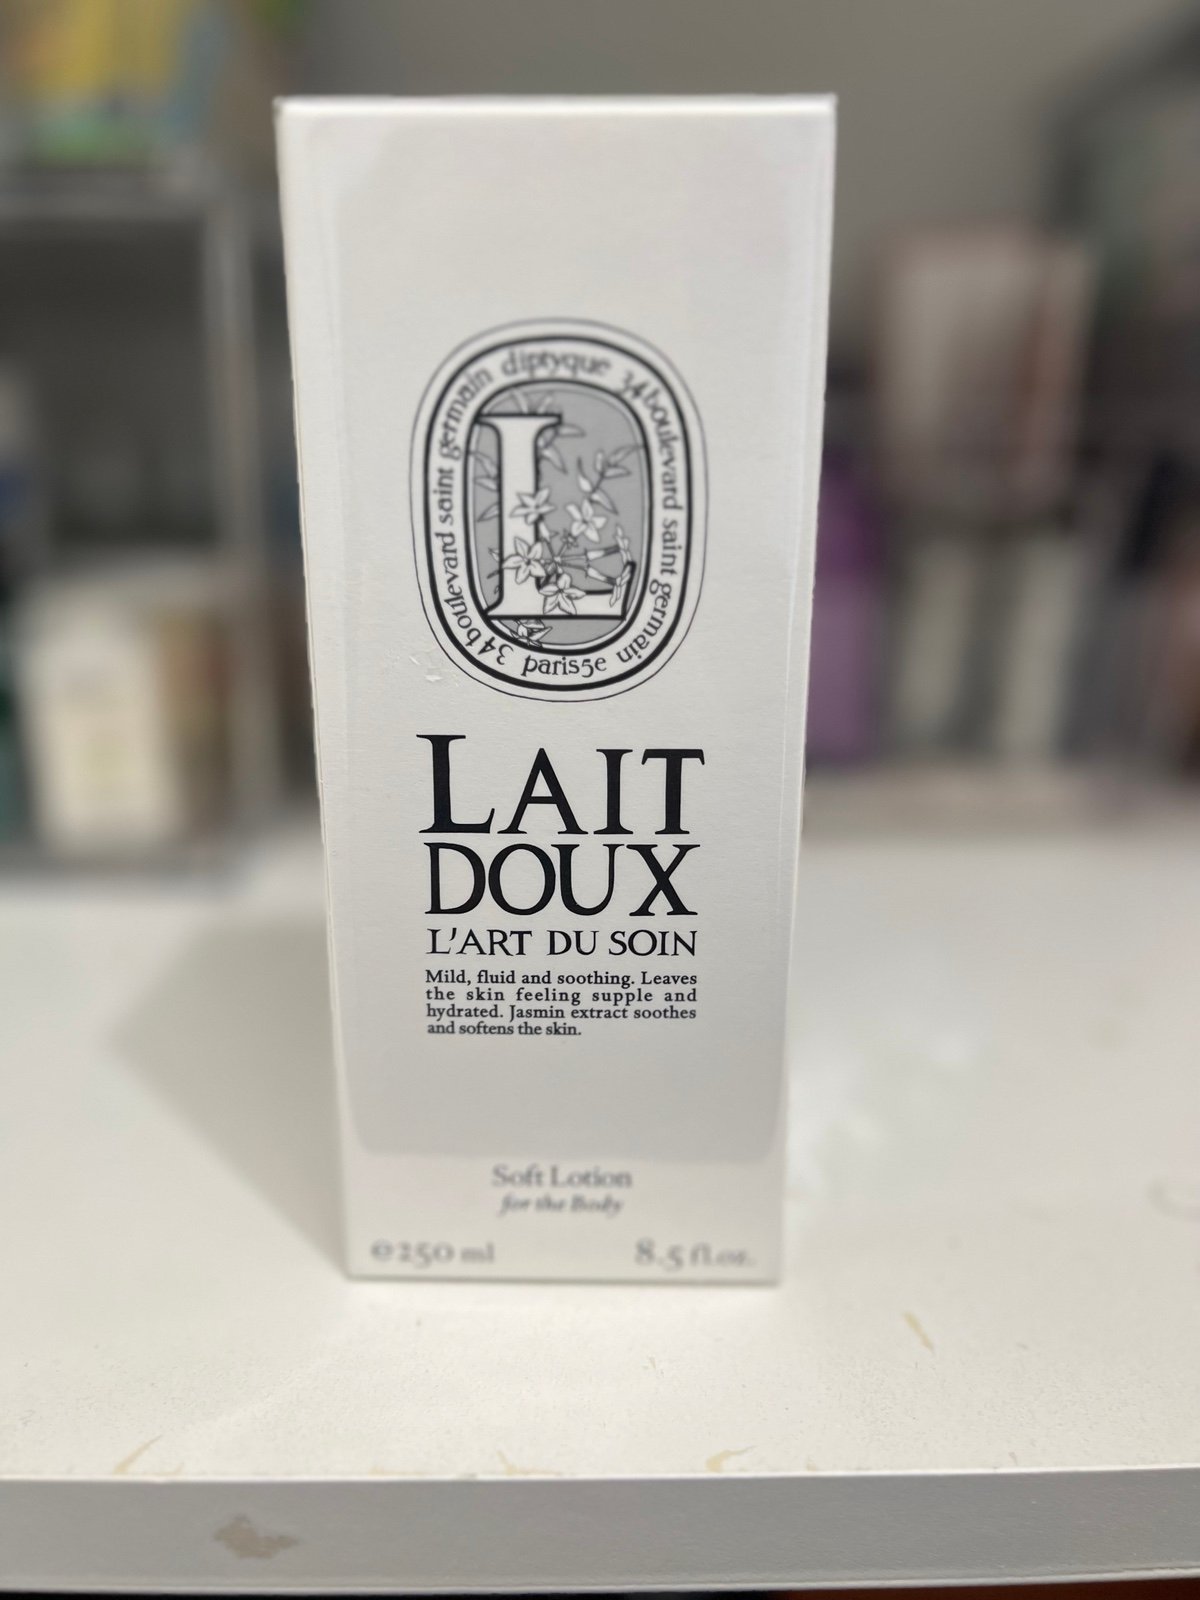 diptyque 34 boulevard saint germain paris5e 34 boulevard saint germain
L
LAIT
DOUX
L'ART DU SOIN
Mild, fluid and soothing. Leaves
the skin feeling supple and
hydrated. Jasmin extract soothes
and softens the skin.
Soft Lotion
for the Body
℮250 ml 8.5 fl.oz.